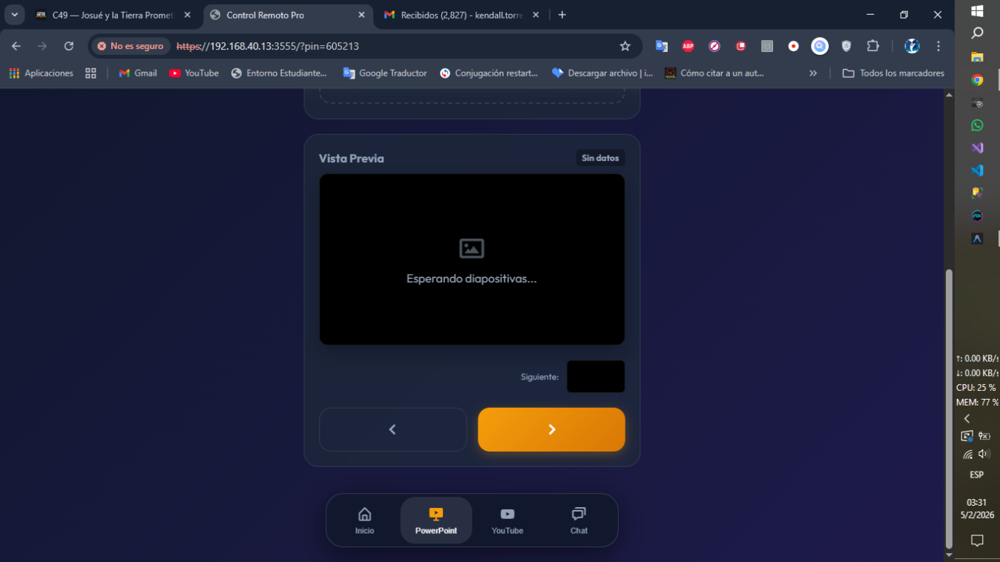 C49 — Josué y la Tierra Promet
Control Remoto Pro
Recibidos (2,827) - kendall.torre
No es seguro
https://192.168.40.13:3555/?pin=605213
ABP
Aplicaciones
Gmail
YouTube
Entorno Estudiante...
Google Traductor
Conjugación restart...
Descargar archivo | i...
Cómo citar a un aut...
Todos los marcadores
Vista Previa
Sin datos
Esperando diapositivas...
Siguiente:
Inicio
PowerPoint
YouTube
Chat
↑: 0.00 KB/s
↓: 0.00 KB/s
CPU: 25 %
MEM: 77 %
ESP
03:31
5/2/2026